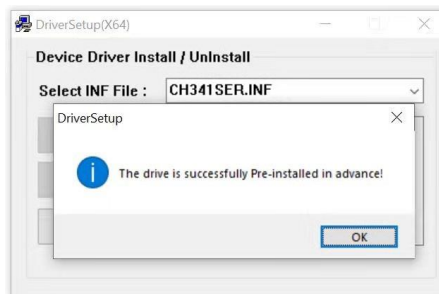 DriverSetup(X64)
Device Driver Install / UnInstall
Select INF File : CH341SER.INF
DriverSetup
The drive is successfully Pre-installed in advance!
OK